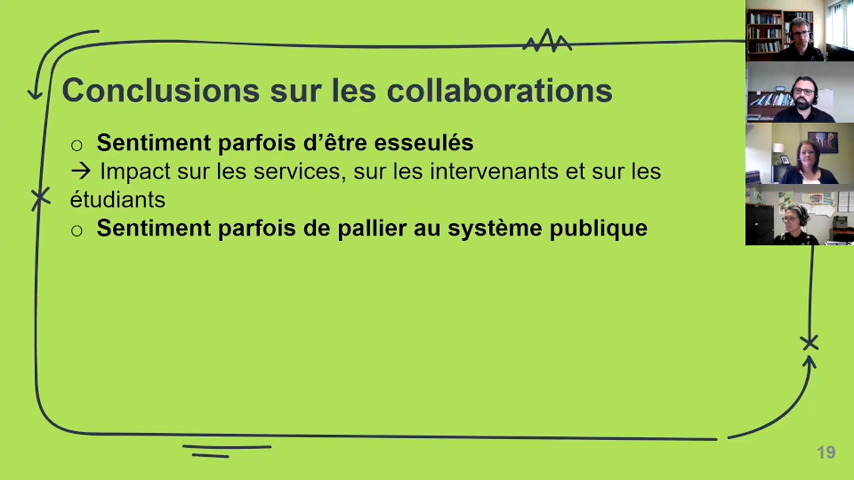 Conclusions sur les collaborations
○ Sentiment parfois d'être esseulés
→ Impact sur les services, sur les intervenants et sur les
étudiants
○ Sentiment parfois de pallier au système publique
19